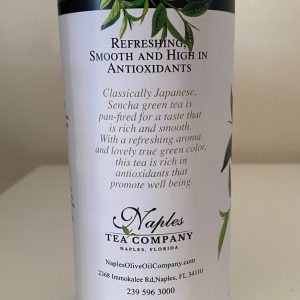 Refreshing,
Smooth and High in
Antioxidants
Classically Japanese,
Sencha green tea is
pan-fired for a taste that
is rich and smooth.
With a refreshing aroma
and lovely true green color,
this tea is rich in
antioxidants that
promote well being.
Naples
TEA COMPANY
NAPLES, FLORIDA
NaplesOliveOilCompany.com
2368 Immokalee Rd,Naples, FL 34110
239 596 3000